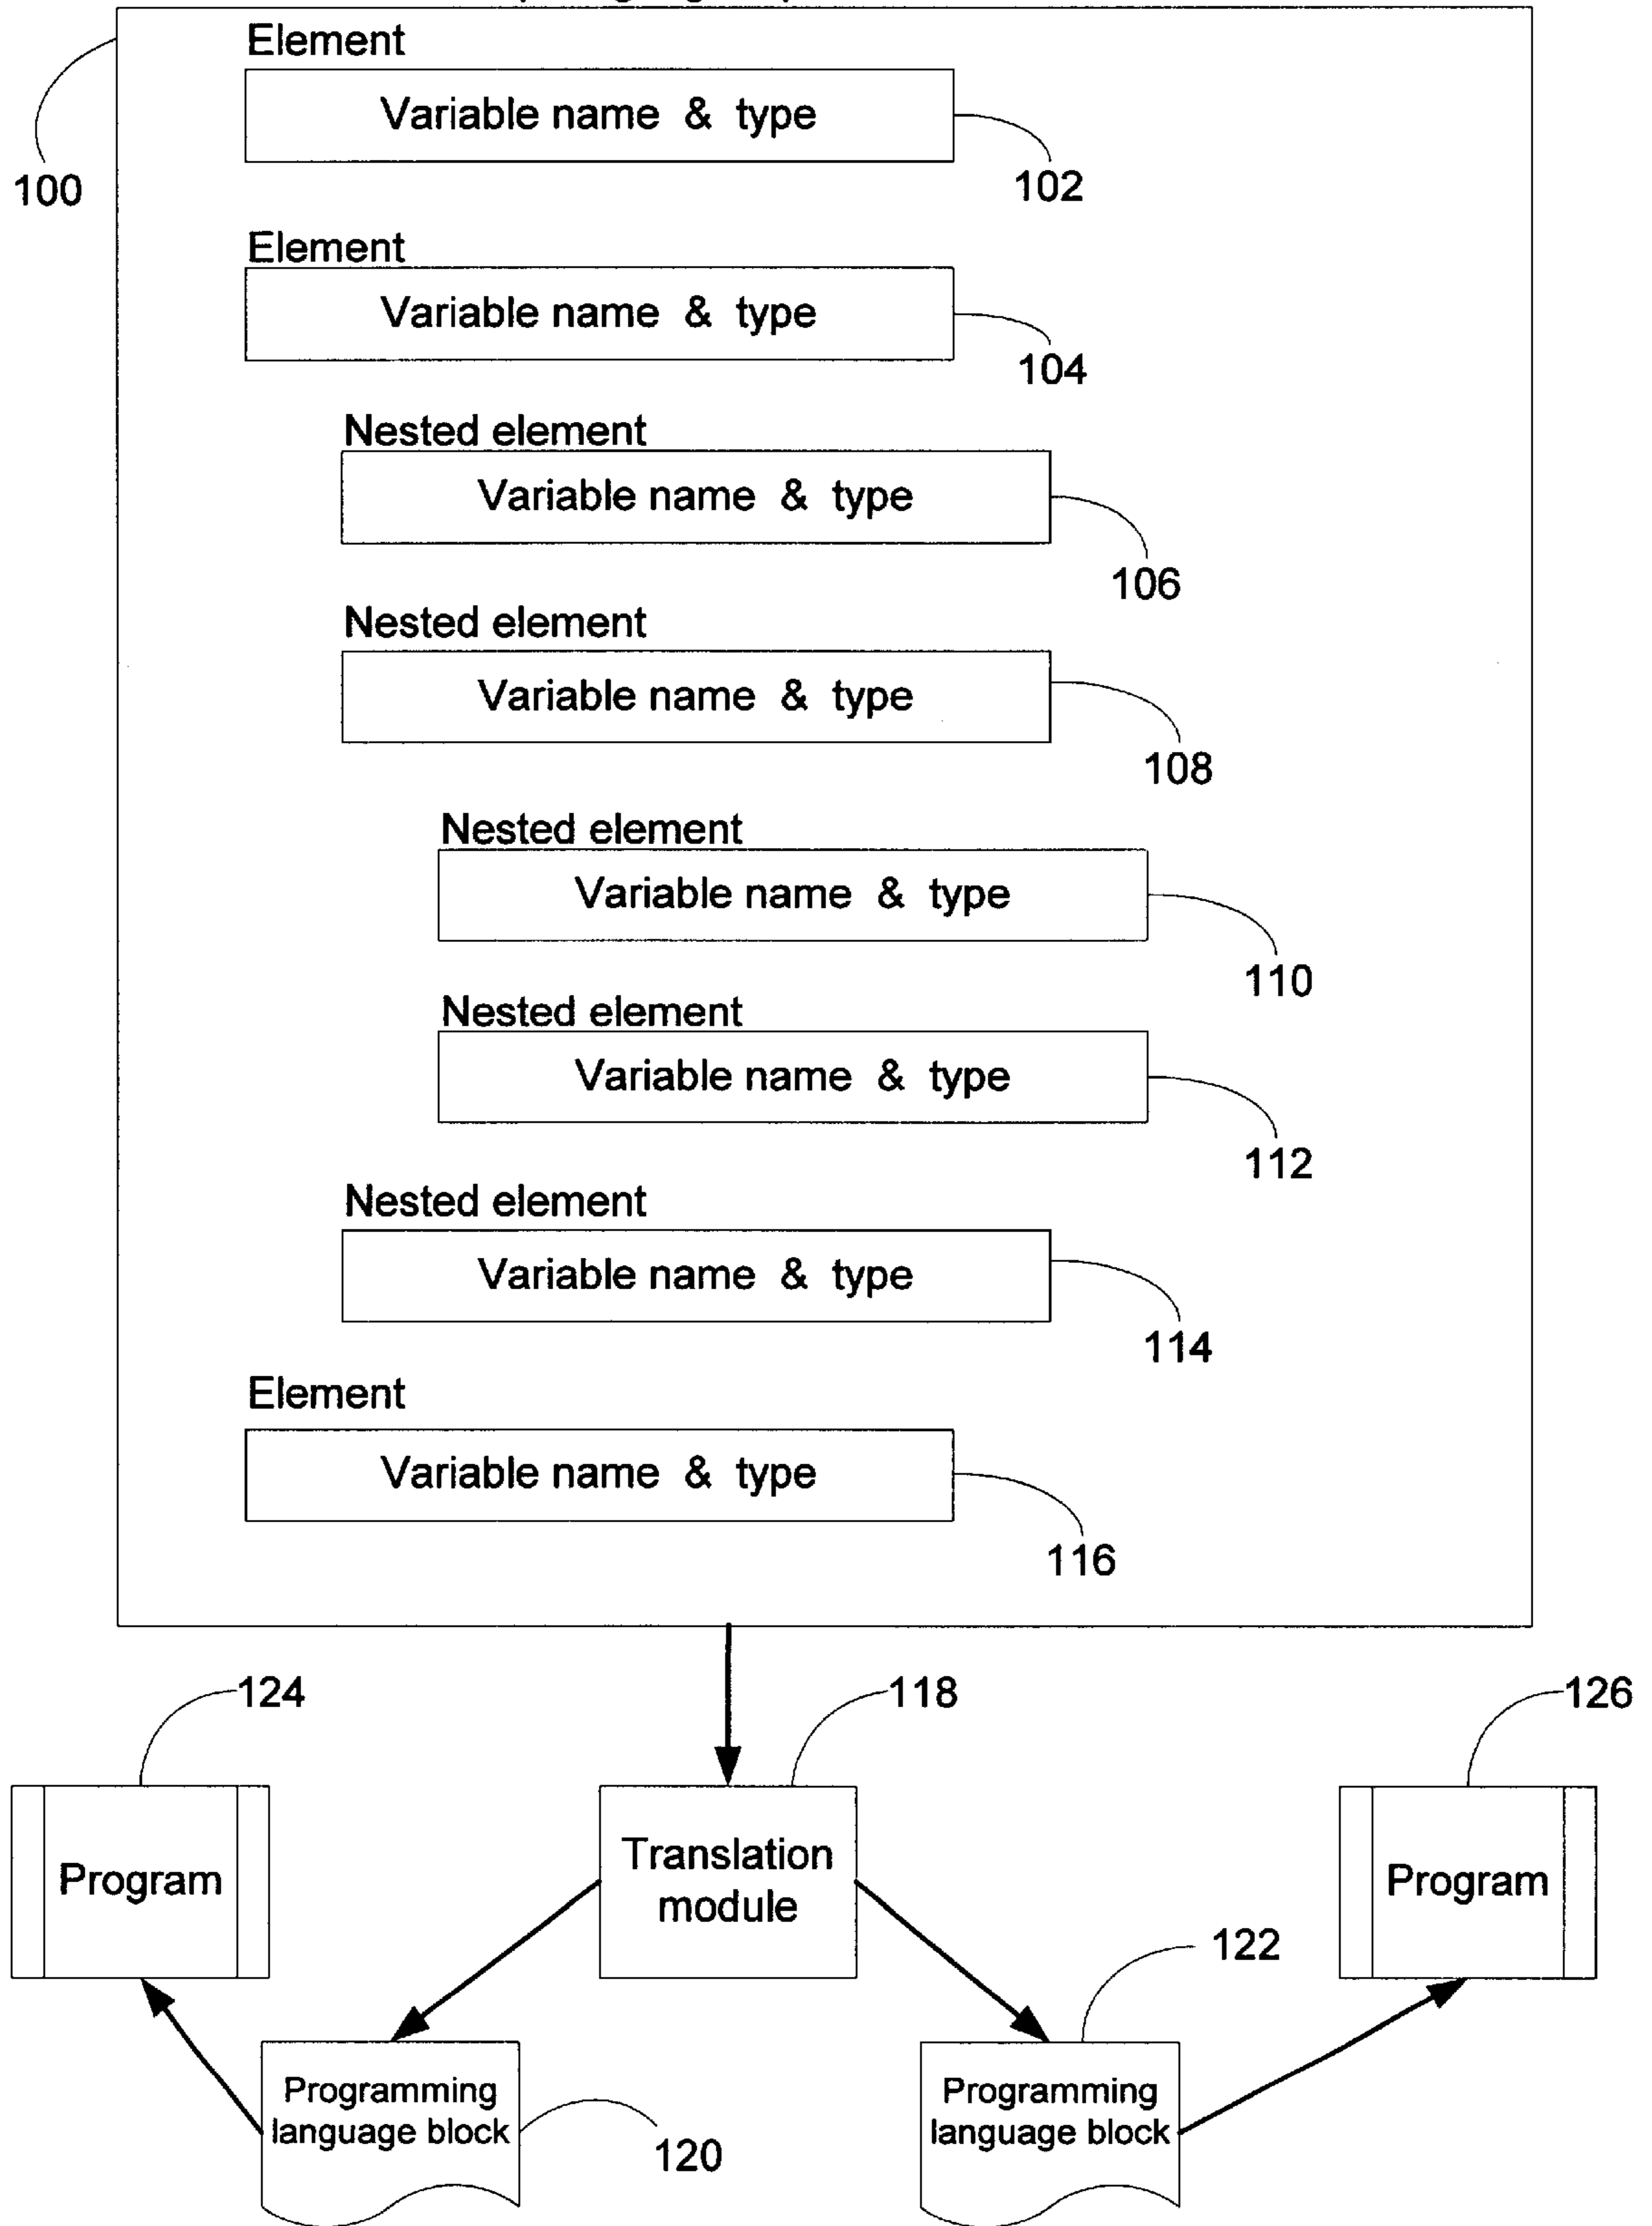 Element
Variable name & type
100
102
Element
Variable name & type
104
Nested element
Variable name & type
106
Nested element
Variable name & type
108
Nested element
Variable name & type
110
Nested element
Variable name & type
112
Nested element
Variable name & type
114
Element
Variable name & type
116
124
118
126
Program
Translation
module
Program
122
Programming
language block
120
Programming
language block